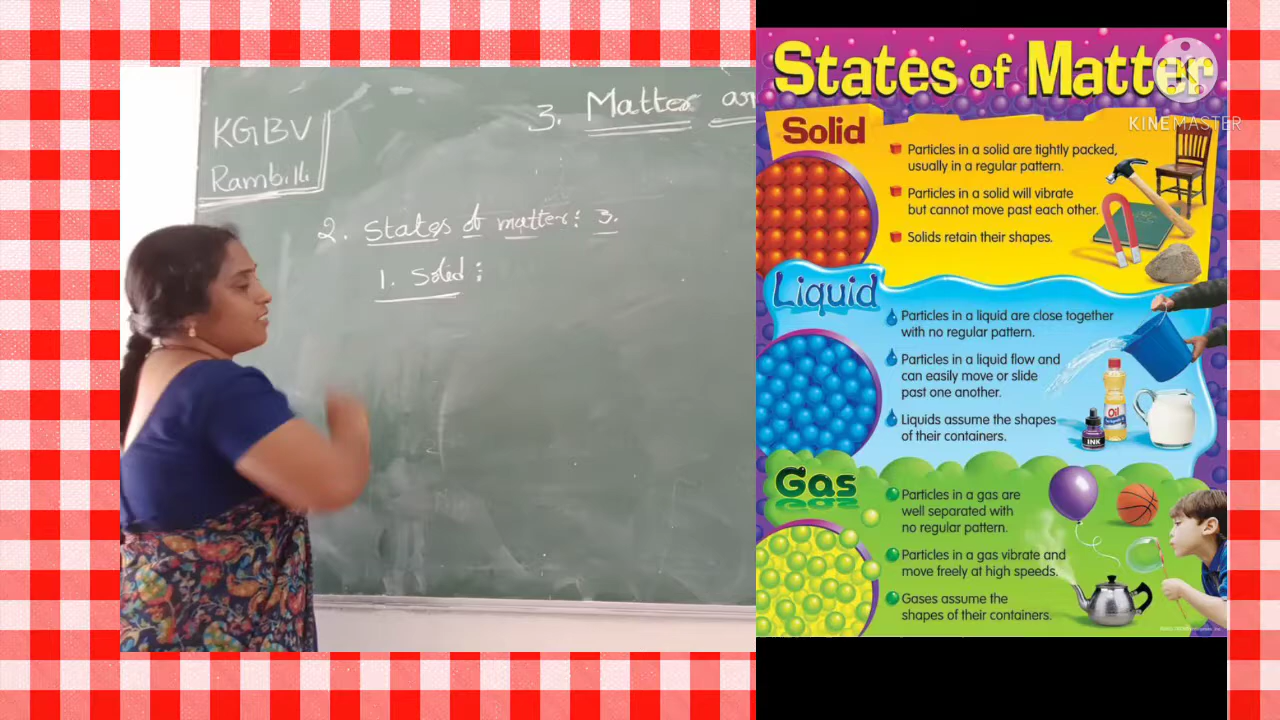 KGBV
Rambilli
3. Matter
2. States of matter: 3.
1. Solid :
States of Matter
KINEMASTER
Solid
Particles in a solid are tightly packed,
usually in a regular pattern.
Particles in a solid will vibrate
but cannot move past each other.
Solids retain their shapes.
Liquid
Particles in a liquid are close together
with no regular pattern.
Particles in a liquid flow and
can easily move or slide
past one another.
Liquids assume the shapes
of their containers.
Oil
INK
Gas
Particles in a gas are
well separated with
no regular pattern.
Particles in a gas vibrate and
move freely at high speeds.
Gases assume the
shapes of their containers.